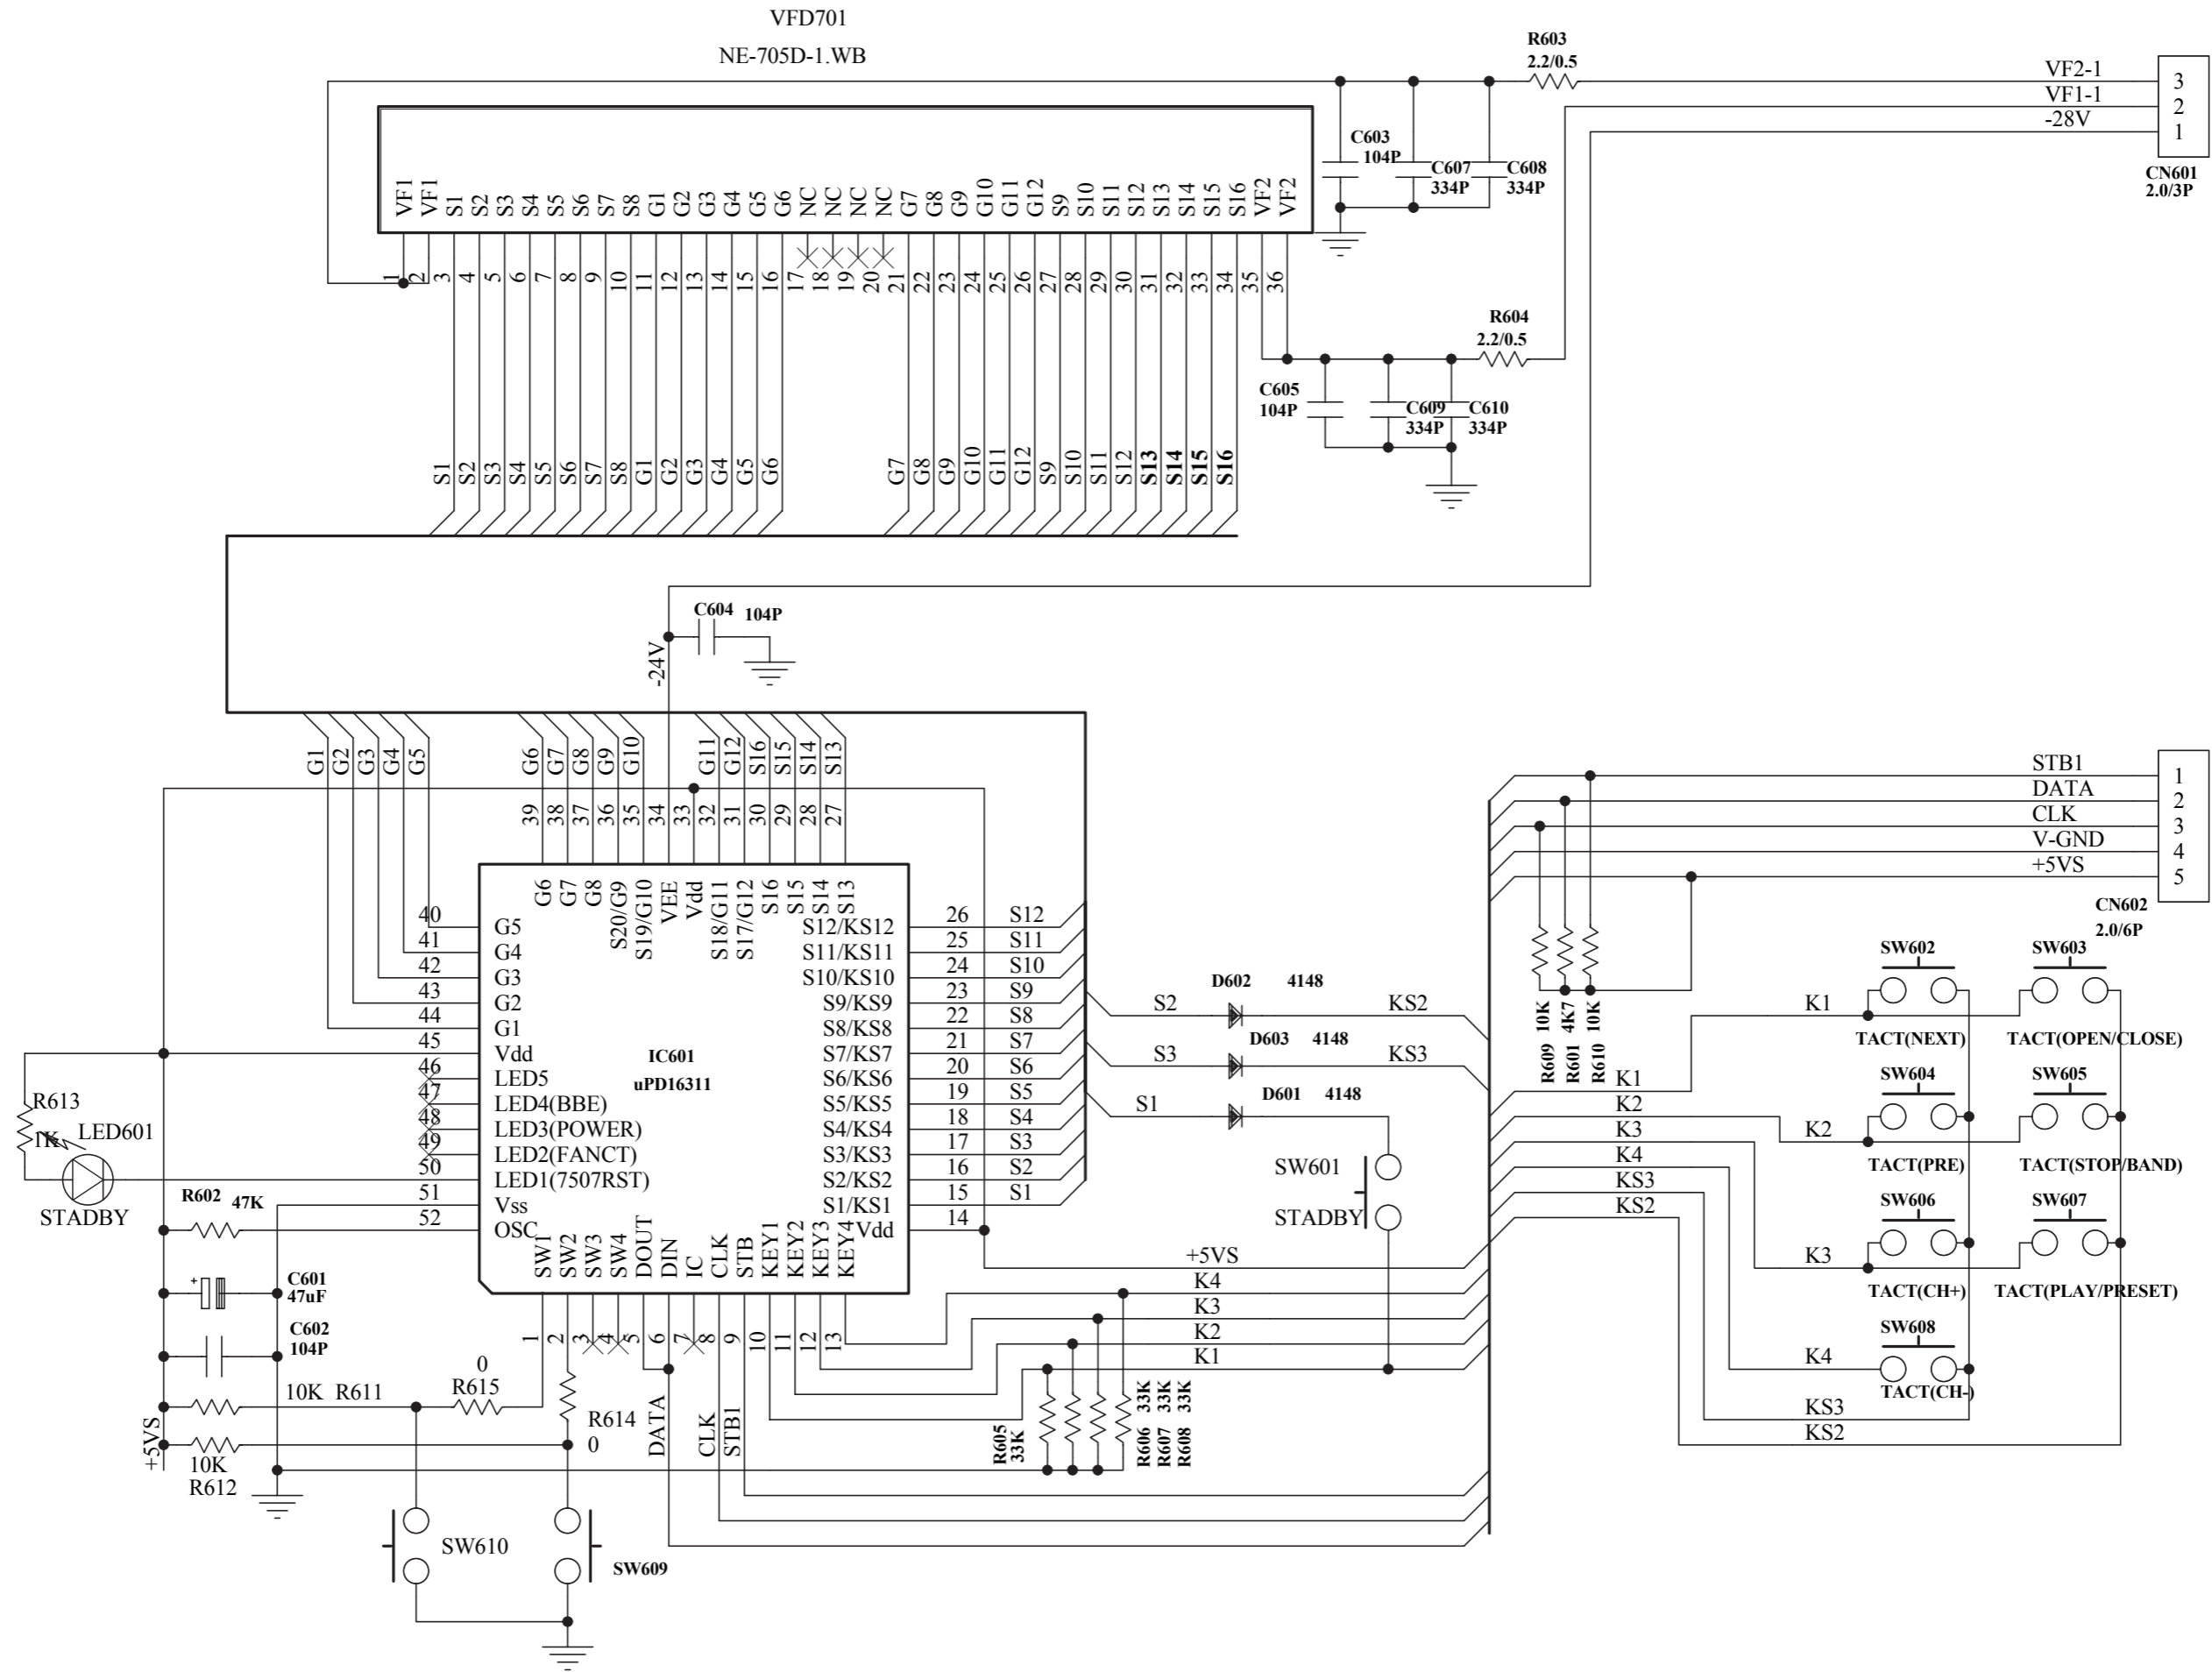 VFD701
NE-705D-1.WB
R603
2.2/0.5
VF2-1
VF1-1
-28V
3
2
1
CN601
2.0/3P
C603
104P
C607
334P
C608
334P
VF1 VF1 S1 S2 S3 S4 S5 S6 S7 S8 G1 G2 G3 G4 G5 G6 NC NC NC NC G7 G8 G9 G10 G11 G12 S9 S10 S11 S12 S13 S14 S15 S16 VF2 VF2
1 2 3 4 5 6 7 8 9 10 11 12 13 14 15 16 17 18 19 20 21 22 23 24 25 26 27 28 29 30 31 32 33 34 35 36
R604
2.2/0.5
C605
104P
C609
334P
C610
334P
S1 S2 S3 S4 S5 S6 S7 S8 G1 G2 G3 G4 G5 G6 G7 G8 G9 G10 G11 G12 S9 S10 S11 S12 S13 S14 S15 S16
C604 104P
-24V
G1 G2 G3 G4 G5 G6 G7 G8 G9 G10 G11 G12 S16 S15 S14 S13
39 38 37 36 35 34 33 32 31 30 29 28 27
G6 G7 G8 S20/G9 S19/G10 VEE Vdd S18/G11 S17/G12 S16 S15 S14 S13
40 G5
41 G4
42 G3
43 G2
44 G1
45 Vdd
46 LED5
47 LED4(BBE)
48 LED3(POWER)
49 LED2(FANCT)
50 LED1(7507RST)
51 Vss
52 OSC
IC601
uPD16311
S12/KS12 26 S12
S11/KS11 25 S11
S10/KS10 24 S10
S9/KS9 23 S9
S8/KS8 22 S8
S7/KS7 21 S7
S6/KS6 20 S6
S5/KS5 19 S5
S4/KS4 18 S4
S3/KS3 17 S3
S2/KS2 16 S2
S1/KS1 15 S1
Vdd 14
SW1 SW2 SW3 SW4 DOUT DIN IC CLK STB KEY1 KEY2 KEY3 KEY4
1 2 3 4 5 6 7 8 9 10 11 12 13
R613
1K
LED601
STADBY
R602 47K
C601
+
47uF
C602
104P
10K R611
0
R615
R614
0
+5VS
10K
R612
DATA
CLK
STB1
SW610
SW609
D602 4148
S2 KS2
D603 4148
S3 KS3
D601 4148
S1
SW601
STADBY
+5VS
K4
K3
K2
K1
R605
33K
R606 33K
R607 33K
R608 33K
STB1
DATA
CLK
V-GND
+5VS
1
2
3
4
5
CN602
2.0/6P
R609 10K
R601 4K7
R610 10K
K1
K2
K3
K4
KS3
KS2
SW602
K1
TACT(NEXT)
SW603
TACT(OPEN/CLOSE)
SW604
K2
TACT(PRE)
SW605
TACT(STOP/BAND)
SW606
K3
TACT(CH+)
SW607
TACT(PLAY/PRESET)
SW608
K4
TACT(CH-)
KS3
KS2